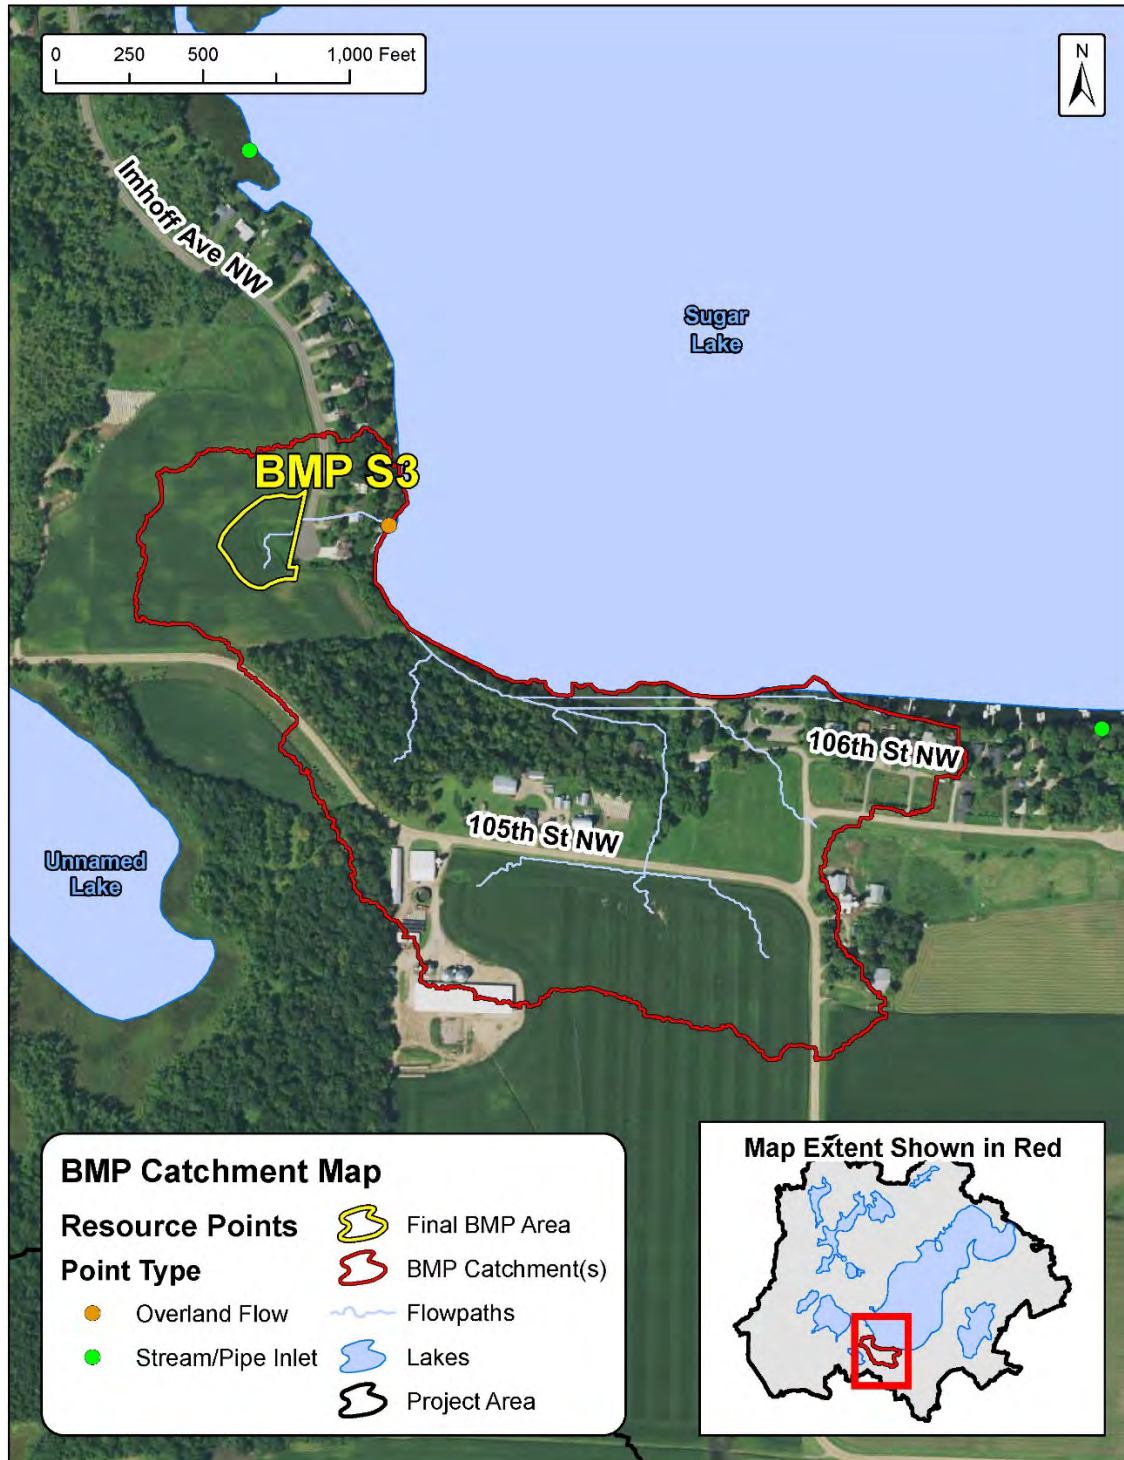 0 250 500 1,000 Feet
N
Imhoff Ave NW
Sugar
Lake
BMP S3
106th St NW
105th St NW
Unnamed
Lake
BMP Catchment Map
Resource Points
Point Type
Overland Flow
Stream/Pipe Inlet
Final BMP Area
BMP Catchment(s)
Flowpaths
Lakes
Project Area
Map Extent Shown in Red